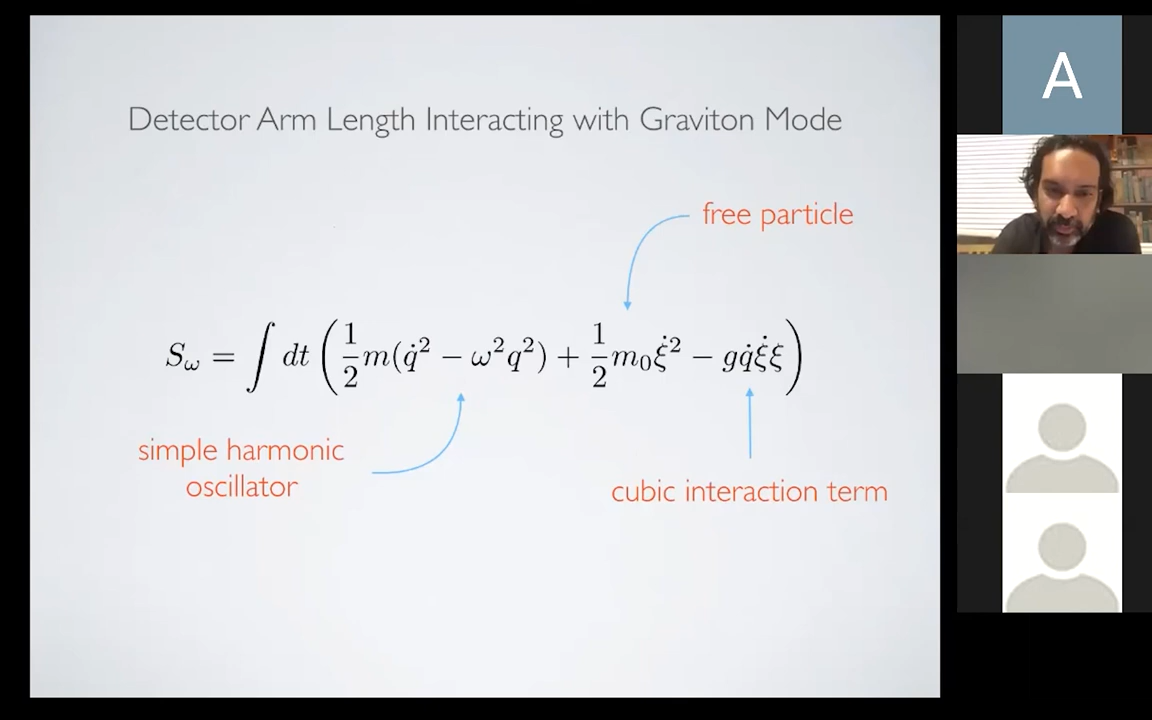 Detector Arm Length Interacting with Graviton Mode
free particle
S_ω = ∫ dt ( 1/2 m(q̇² − ω²q²) + 1/2 m₀ξ̇² − gq̇ξ̇ξ )
simple harmonic
oscillator
cubic interaction term
A